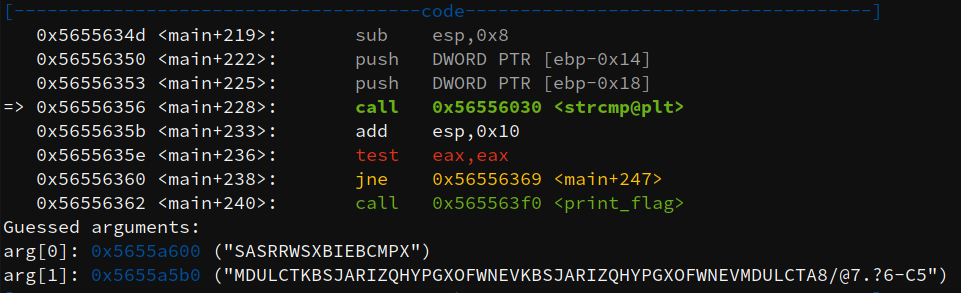 [-------------------------------------code-------------------------------------]
0x5655634d <main+219>: sub esp,0x8
0x56556350 <main+222>: push DWORD PTR [ebp-0x14]
0x56556353 <main+225>: push DWORD PTR [ebp-0x18]
=> 0x56556356 <main+228>: call 0x56556030 <strcmp@plt>
0x5655635b <main+233>: add esp,0x10
0x5655635e <main+236>: test eax,eax
0x56556360 <main+238>: jne 0x56556369 <main+247>
0x56556362 <main+240>: call 0x565563f0 <print_flag>
Guessed arguments:
arg[0]: 0x5655a600 ("SASRRWSXBIEBCMPX")
arg[1]: 0x5655a5b0 ("MDULCTKBSJARIZQHYPGXOFWNEVKBSJARIZQHYPGXOFWNEVMDULCTA8/@7.?6-C5")